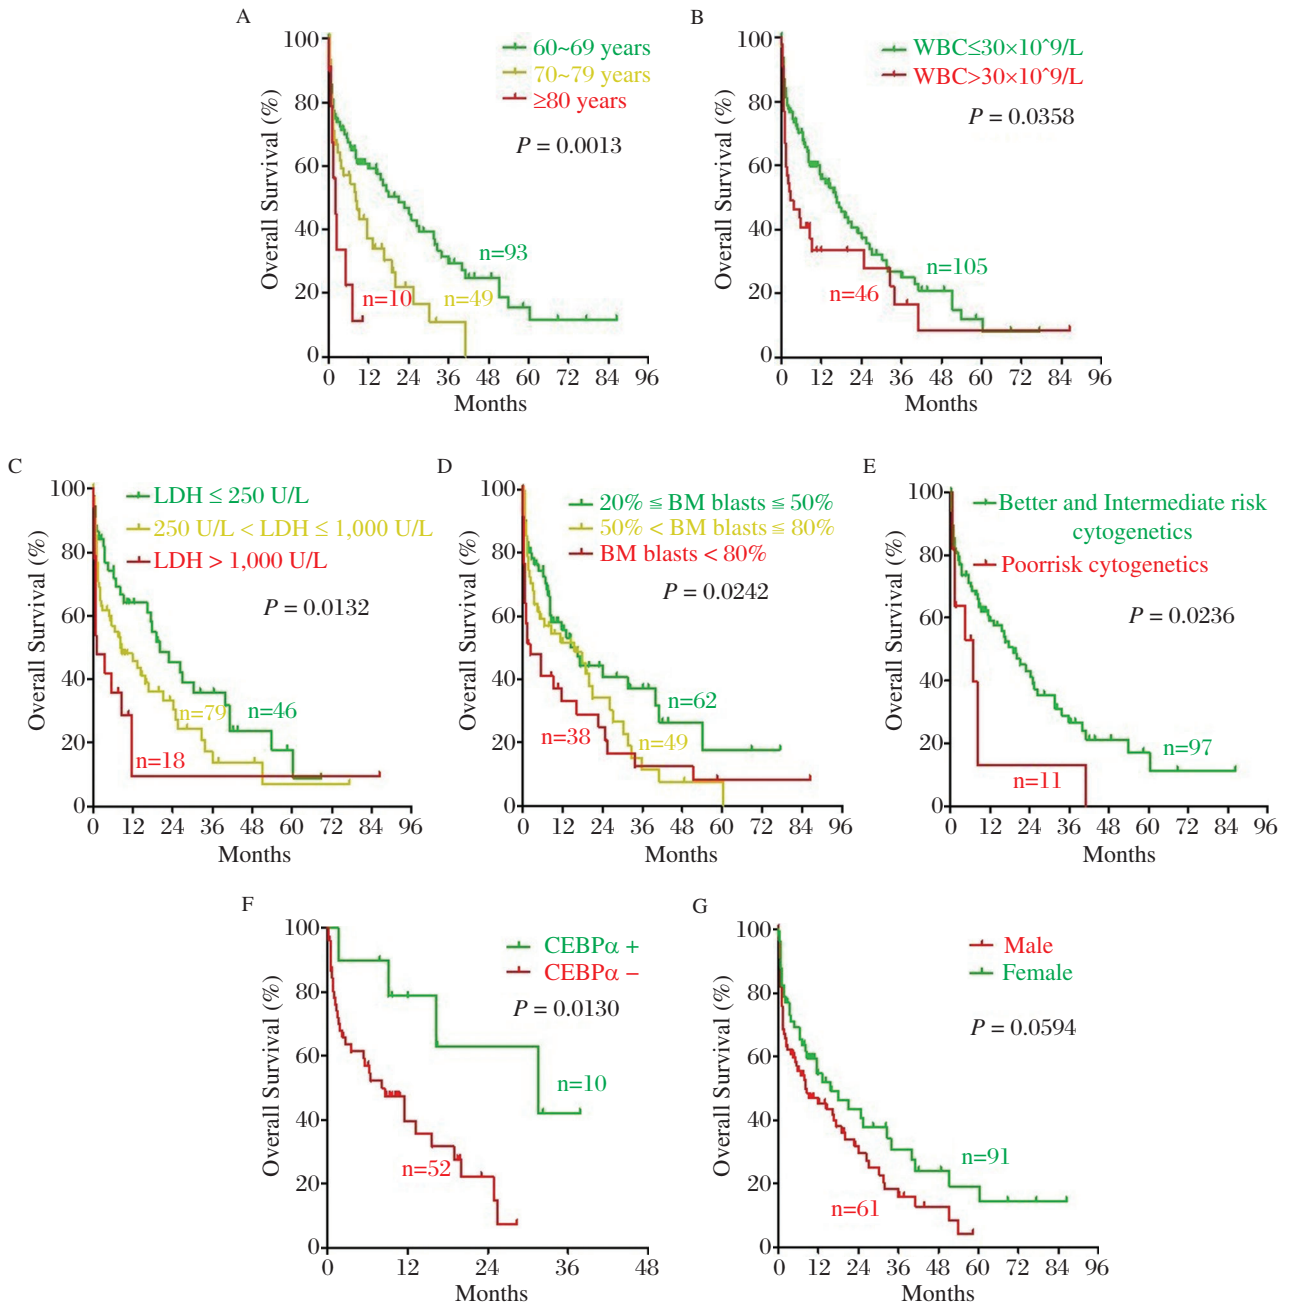 A
100
80
60
40
20
0
Overall Survival (%)
60~69 years
70~79 years
≥80 years
P = 0.0013
n=93
n=10
n=49
0 12 24 36 48 60 72 84 96
Months
B
100
80
60
40
20
0
Overall Survival (%)
WBC≤30×10^9/L
WBC>30×10^9/L
P = 0.0358
n=105
n=46
0 12 24 36 48 60 72 84 96
Months
C
100
80
60
40
20
0
Overall Survival (%)
LDH ≤ 250 U/L
250 U/L < LDH ≤ 1,000 U/L
LDH > 1,000 U/L
P = 0.0132
n=79
n=46
n=18
0 12 24 36 48 60 72 84 96
Months
D
100
80
60
40
20
0
Overall Survival (%)
20% ≦ BM blasts ≦ 50%
50% < BM blasts ≦ 80%
BM blasts < 80%
P = 0.0242
n=62
n=38
n=49
0 12 24 36 48 60 72 84 96
Months
E
100
80
60
40
20
0
Overall Survival (%)
Better and Intermediate risk
cytogenetics
Poorrisk cytogenetics
P = 0.0236
n=97
n=11
0 12 24 36 48 60 72 84 96
Months
F
100
80
60
40
20
0
Overall Survival (%)
CEBPα +
CEBPα −
P = 0.0130
n=10
n=52
0 12 24 36 48
Months
G
100
80
60
40
20
0
Overall Survival (%)
Male
Female
P = 0.0594
n=91
n=61
0 12 24 36 48 60 72 84 96
Months